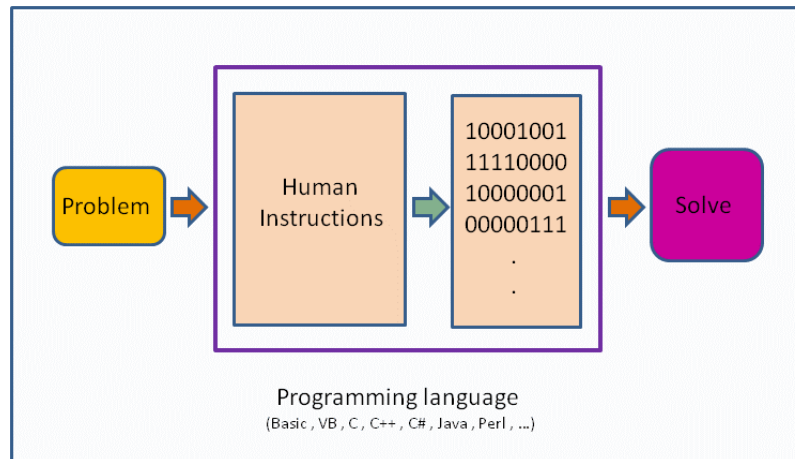 Problem
Human
Instructions
10001001
11110000
10000001
00000111
.
.
Solve
Programming language
(Basic , VB , C , C++ , C# , Java , Perl , ...)